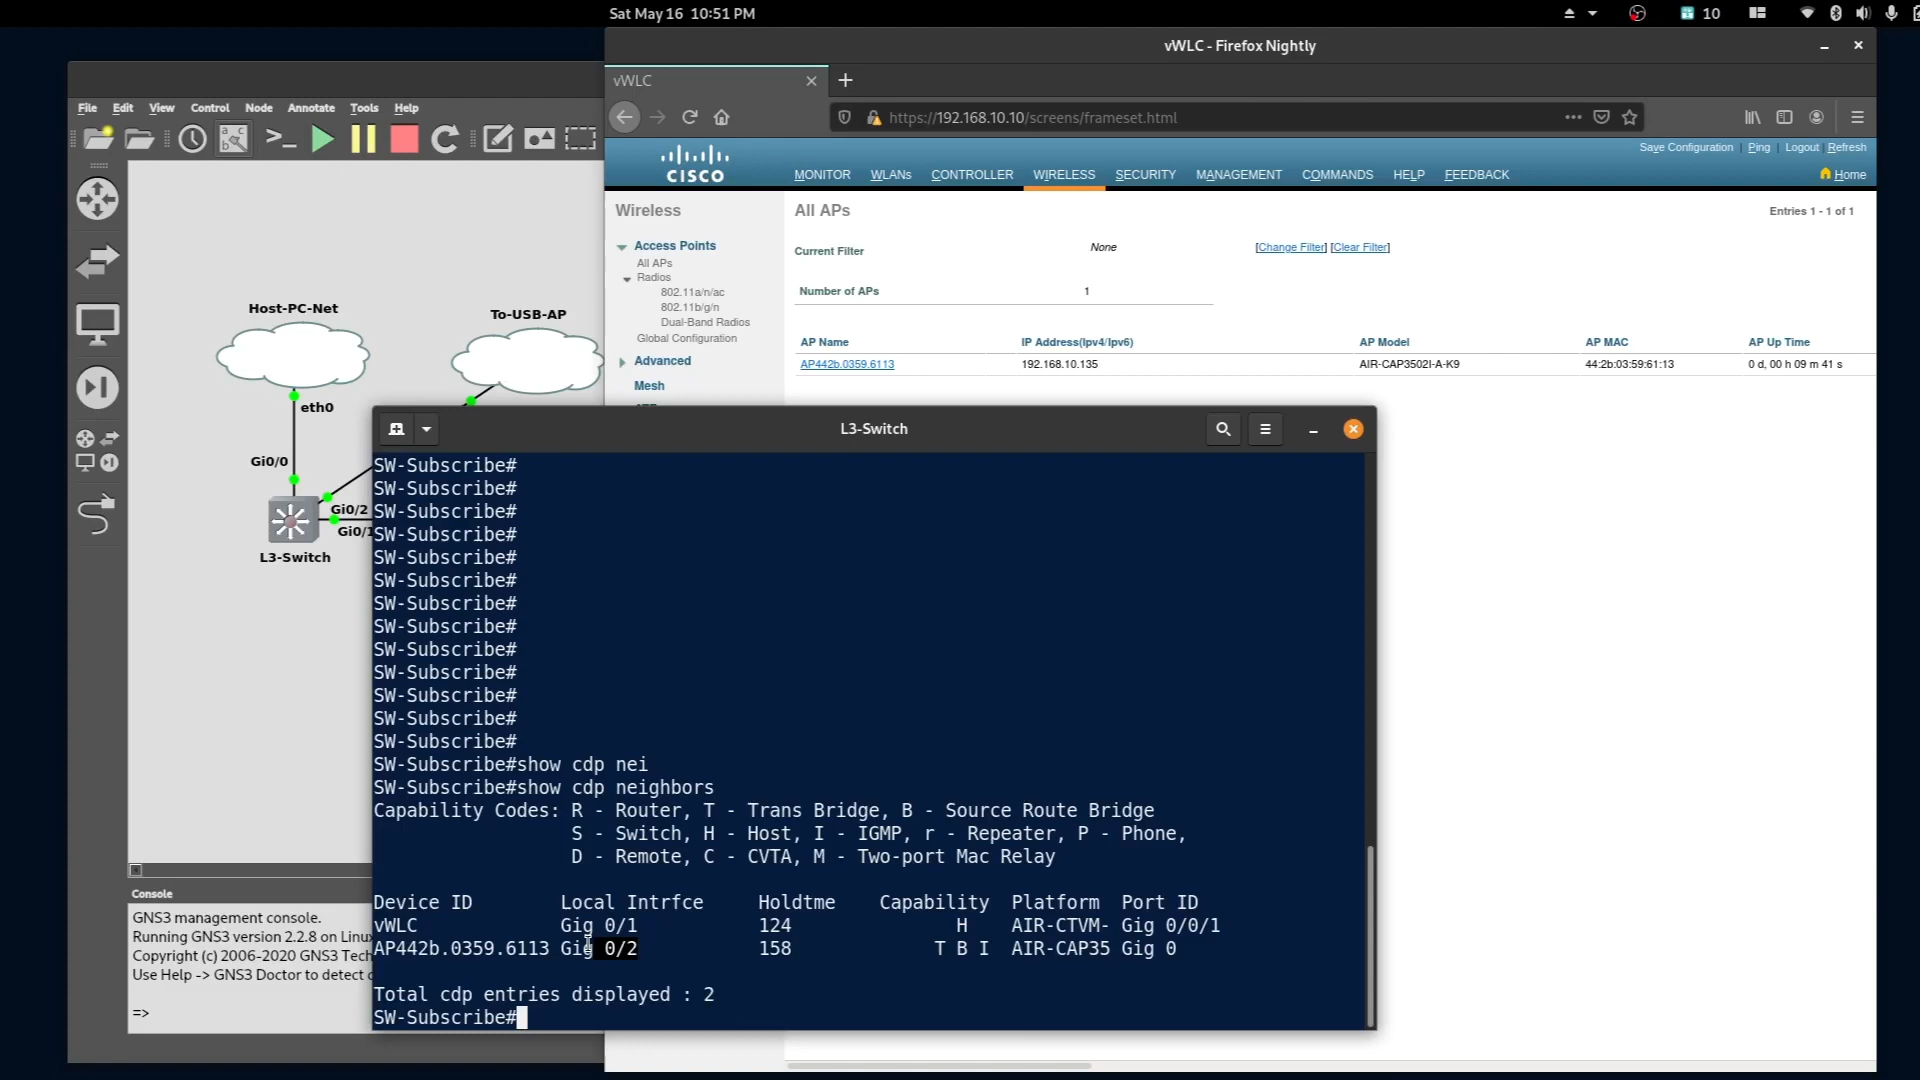 Sat May 16 10:51 PM
10
vWLC - Firefox Nightly
vWLC
File Edit View Control Node Annotate Tools Help
https://192.168.10.10/screens/frameset.html
Save Configuration | Ping | Logout | Refresh
CISCO
MONITOR WLANs CONTROLLER WIRELESS SECURITY MANAGEMENT COMMANDS HELP FEEDBACK
Home
Wireless
Access Points
All APs
Radios
802.11a/n/ac
802.11b/g/n
Dual-Band Radios
Global Configuration
Advanced
Mesh
All APs
Entries 1 - 1 of 1
Current Filter None [Change Filter] [Clear Filter]
Number of APs 1
AP Name IP Address(Ipv4/Ipv6) AP Model AP MAC AP Up Time
AP442b.0359.6113 192.168.10.135 AIR-CAP3502I-A-K9 44:2b:03:59:61:13 0 d, 00 h 09 m 41 s
Host-PC-Net
To-USB-AP
eth0
Gi0/0
Gi0/2
Gi0/1
L3-Switch
L3-Switch
SW-Subscribe#
SW-Subscribe#
SW-Subscribe#
SW-Subscribe#
SW-Subscribe#
SW-Subscribe#
SW-Subscribe#
SW-Subscribe#
SW-Subscribe#
SW-Subscribe#
SW-Subscribe#
SW-Subscribe#
SW-Subscribe#
SW-Subscribe#show cdp nei
SW-Subscribe#show cdp neighbors
Capability Codes: R - Router, T - Trans Bridge, B - Source Route Bridge
S - Switch, H - Host, I - IGMP, r - Repeater, P - Phone,
D - Remote, C - CVTA, M - Two-port Mac Relay
Device ID Local Intrfce Holdtme Capability Platform Port ID
vWLC Gig 0/1 124 H AIR-CTVM- Gig 0/0/1
AP442b.0359.6113 Gig 0/2 158 T B I AIR-CAP35 Gig 0
Total cdp entries displayed : 2
SW-Subscribe#
Console
GNS3 management console.
Running GNS3 version 2.2.8 on Linux
Copyright (c) 2006-2020 GNS3 Tech
Use Help -> GNS3 Doctor to detect
=>